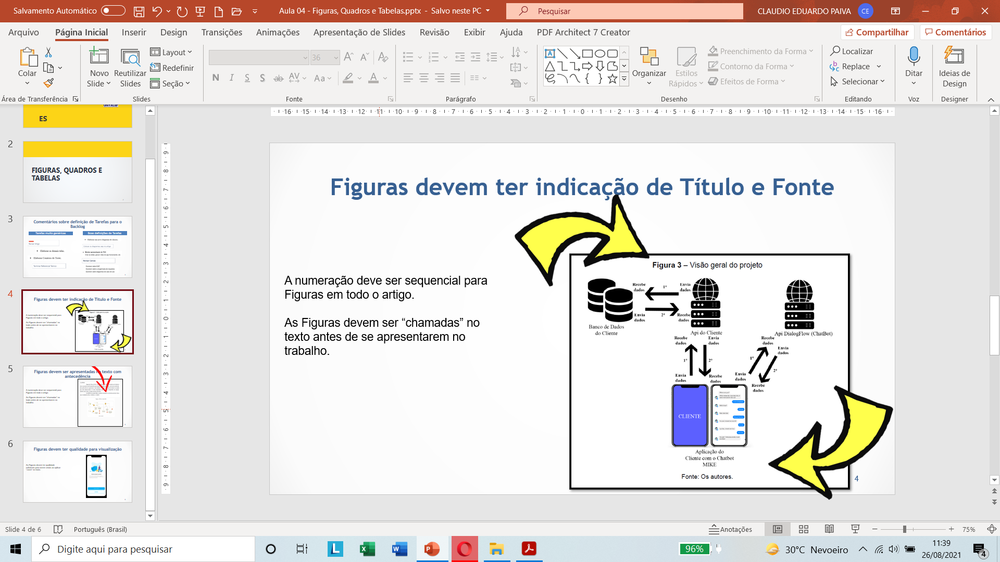 Salvamento Automático
Aula 04 - Figuras, Quadros e Tabelas.pptx - Salvo neste PC
Pesquisar
CLAUDIO EDUARDO PAIVA
CE
Arquivo
Página Inicial
Inserir
Design
Transições
Animações
Apresentação de Slides
Revisão
Exibir
Ajuda
PDF Architect 7 Creator
Compartilhar
Comentários
Colar
Novo
Slide
Reutilizar
Slides
Layout
Redefinir
Seção
36
N I S S ab AV Aa A
Organizar
Estilos
Rápidos
Preenchimento da Forma
Contorno da Forma
Efeitos de Forma
Localizar
Replace
Selecionar
Ditar
Ideias de
Design
Área de Transferência
Slides
Fonte
Parágrafo
Desenho
Editando
Voz
Designer
ES
2
FIGURAS, QUADROS E
TABELAS
3
Comentários sobre definição de Tarefas para o
Backlog
Tarefas muito genéricas
Boas definições de Tarefas
4
Figuras devem ter indicação de Título e Fonte
5
Figuras devem ser apresentadas no texto com
antecedência
6
Figuras devem ter qualidade para visualização
16 15 14 13 12 11 10 9 8 7 6 5 4 3 2 1 0 1 2 3 4 5 6 7 8 9 10 11 12 13 14 15 16
9 8 7 6 5 4 3 2 1 0 1 2 3 4 5 6 7 8 9
Figuras devem ter indicação de Título e Fonte
A numeração deve ser sequencial para
Figuras em todo o artigo.
As Figuras devem ser “chamadas” no
texto antes de se apresentarem no
trabalho.
Figura 3 – Visão geral do projeto
Recebe
dados
1º
Envia
dados
Envia
dados
2º
Recebe
dados
Banco de Dados
do Cliente
Api do Cliente
Api DialogFlow (ChatBot)
Recebe
dados
Envia
dados
1º
2º
Envia
dados
Recebe
dados
Recebe
dados
Envia
dados
1º
2º
Envia
dados
Recebe
dados
CLIENTE
Aplicação do
Cliente com o Chatbot
MIKE
Fonte: Os autores.
4
Slide 4 de 6
Português (Brasil)
Anotações
75%
Digite aqui para pesquisar
96%
30°C Nevoeiro
11:39
26/08/2021
4